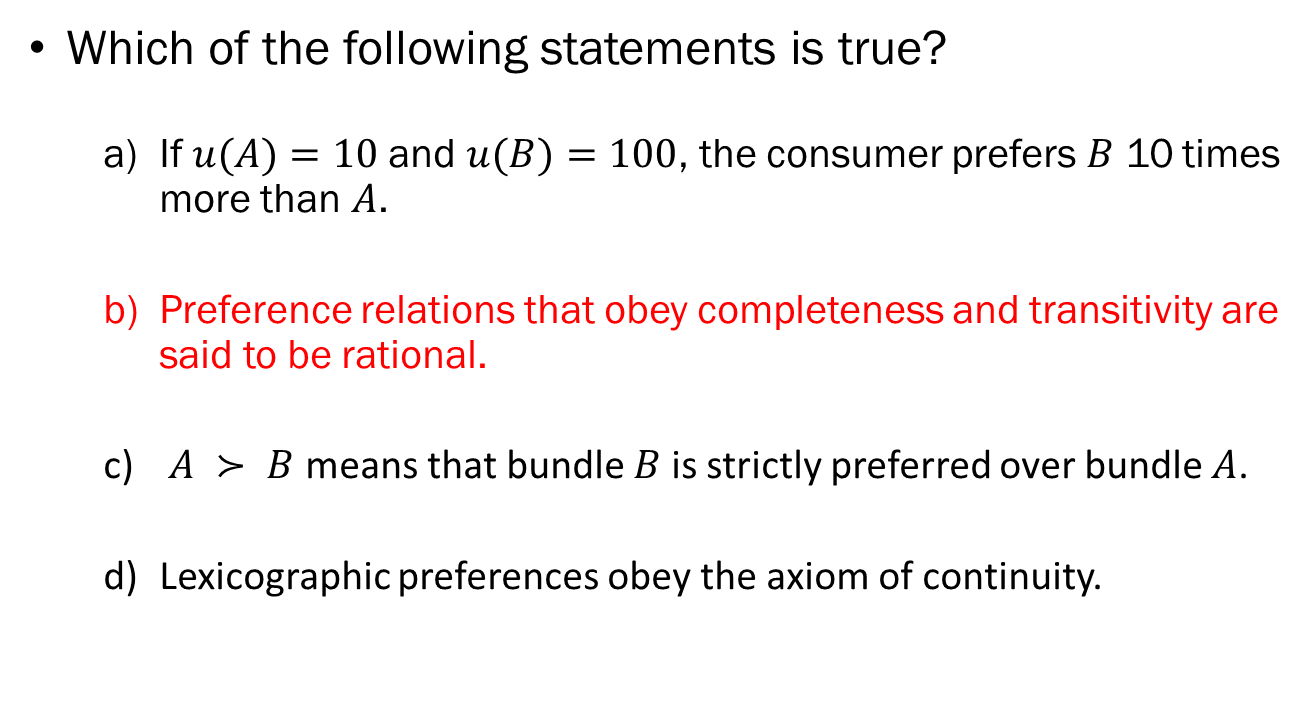 • Which of the following statements is true?
a) If u(A) = 10 and u(B) = 100, the consumer prefers B 10 times
more than A.
b) Preference relations that obey completeness and transitivity are
said to be rational.
c) A ≻ B means that bundle B is strictly preferred over bundle A.
d) Lexicographic preferences obey the axiom of continuity.